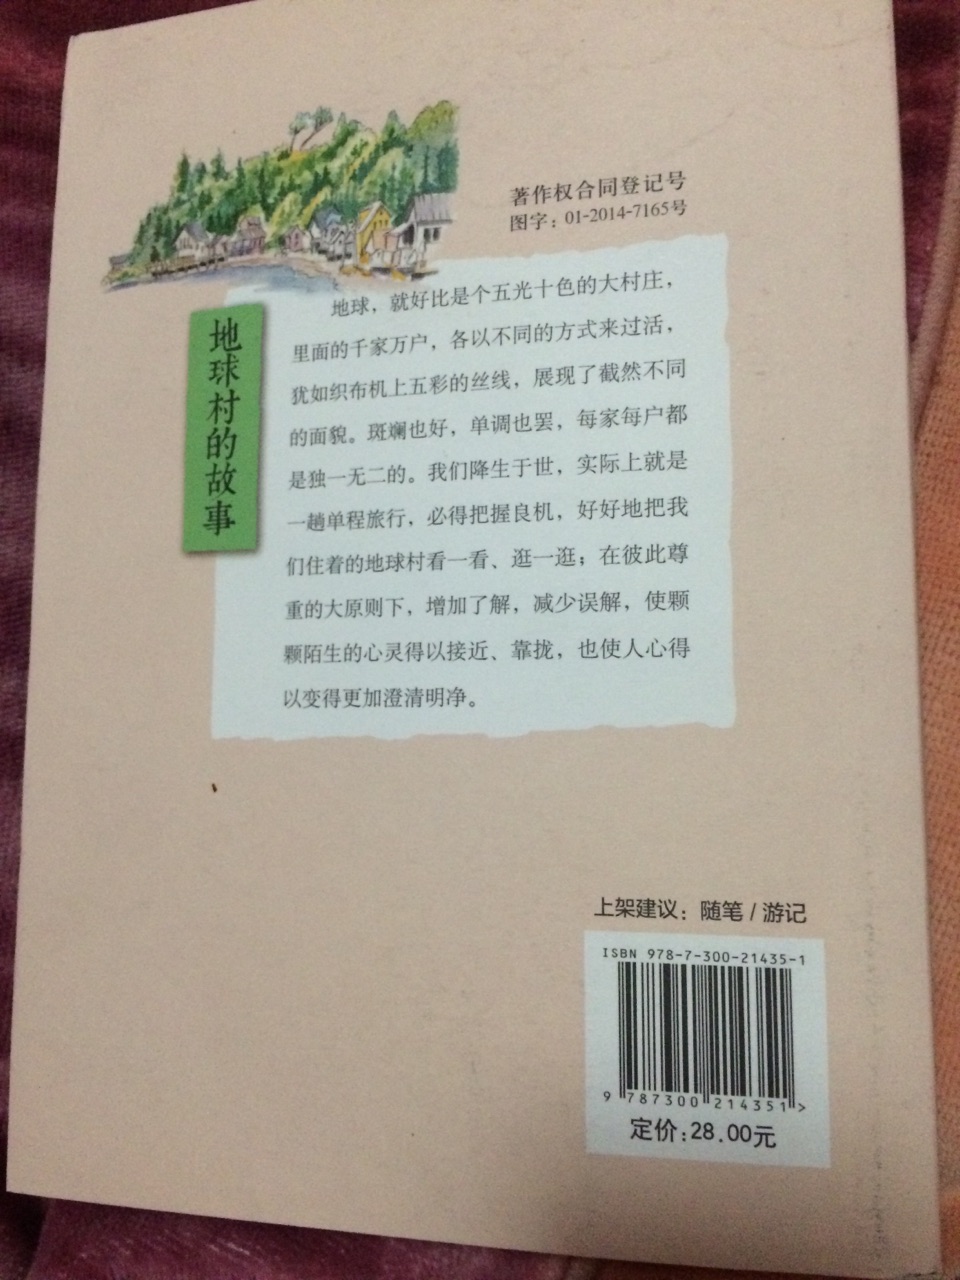 著作权合同登记号
图字：01-2014-7165号
地球村的故事
地球，就好比是个五光十色的大村庄，
里面的千家万户，各以不同的方式来过活，
犹如织布机上五彩的丝线，展现了截然不同
的面貌。斑斓也好，单调也罢，每家每户都
是独一无二的。我们降生于世，实际上就是
一趟单程旅行，必得把握良机，好好地把我
们住着的地球村看一看、逛一逛；在彼此尊
重的大原则下，增加了解，减少误解，使颗
颗陌生的心灵得以接近、靠拢，也使人心得
以变得更加澄清明净。
上架建议：随笔 / 游记
ISBN 978-7-300-21435-1
9 787300 214351 >
定价：28.00元